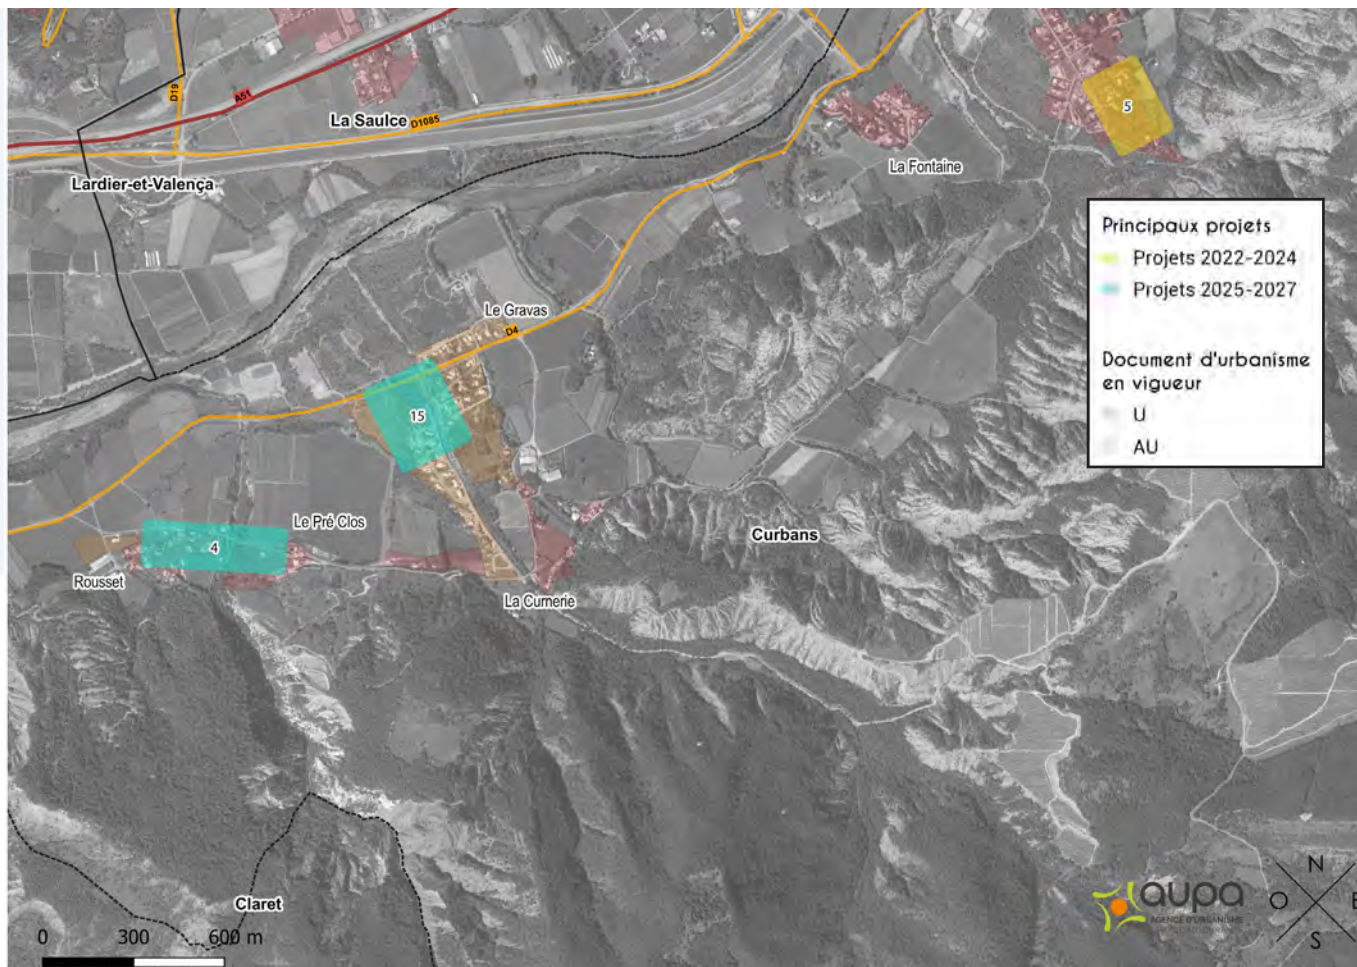 A51
D19
La Saulce
D1085
5
La Fontaine
Lardier-et-Valença
Principaux projets
Projets 2022-2024
Projets 2025-2027
Document d'urbanisme
en vigueur
U
AU
Le Gravas
D4
15
Le Pré Clos
4
Curbans
Rousset
La Curnerie
Claret
0 300 600 m
aupa
AGENCE D'URBANISME
N
O E
S